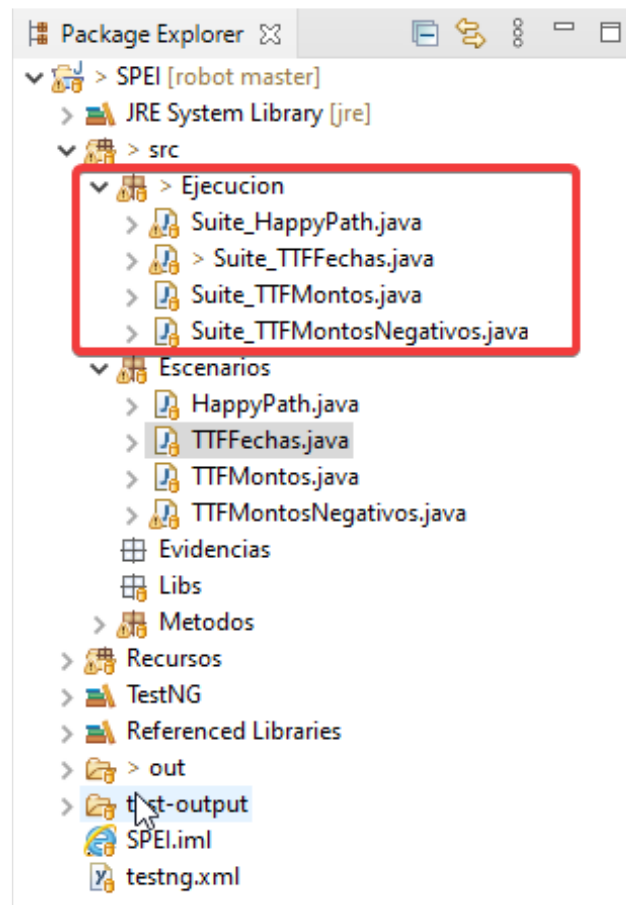 Package Explorer
> SPEI [robot master]
JRE System Library [jre]
> src
> Ejecucion
Suite_HappyPath.java
> Suite_TTFFechas.java
Suite_TTFMontos.java
Suite_TTFMontosNegativos.java
Escenarios
HappyPath.java
TTFFechas.java
TTFMontos.java
TTFMontosNegativos.java
Evidencias
Libs
Metodos
Recursos
TestNG
Referenced Libraries
> out
test-output
SPEI.iml
testng.xml